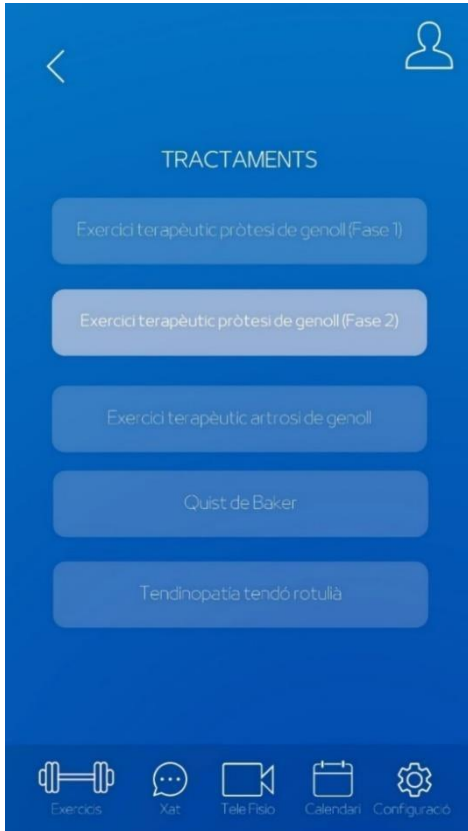 TRACTAMENTS
Exercici terapèutic pròtesi de genoll (Fase 1)
Exercici terapèutic pròtesi de genoll (Fase 2)
Exercici terapèutic artrosi de genoll
Quist de Baker
Tendinopatia tendó rotulià
Exercicis
Xat
Tele Fisio
Calendari
Configuració